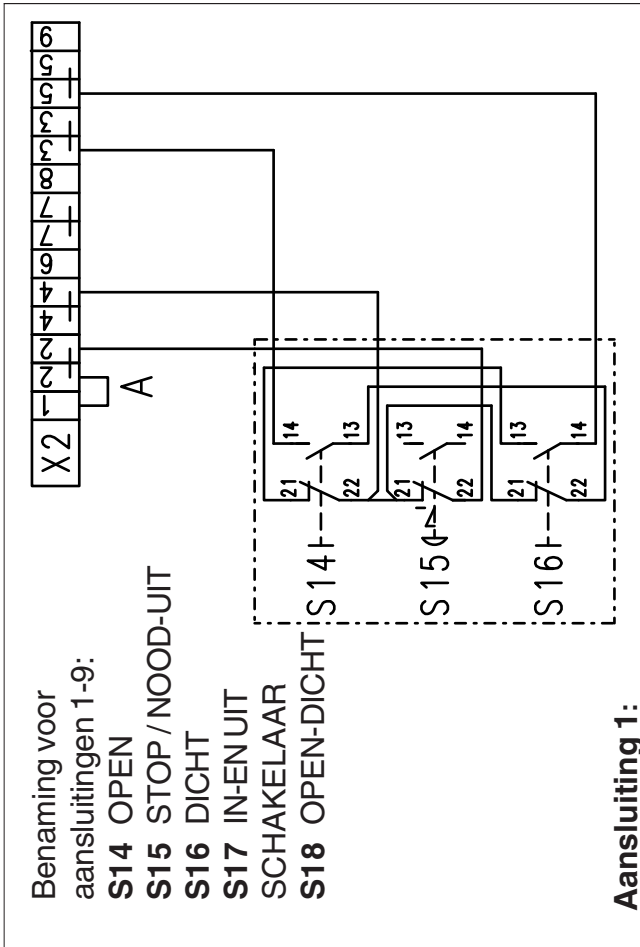 Benaming voor
aansluitingen 1-9:
S14 OPEN
S15 STOP / NOOD-UIT
S16 DICHT
S17 IN-EN UIT
SCHAKELAAR
S18 OPEN-DICHT
X2 1 2 2 4 4 6 7 7 8 3 3 5 5 9
A
S14
21
22
14
13
S15
21
22
13
14
S16
21
22
13
14
Aansluiting 1: